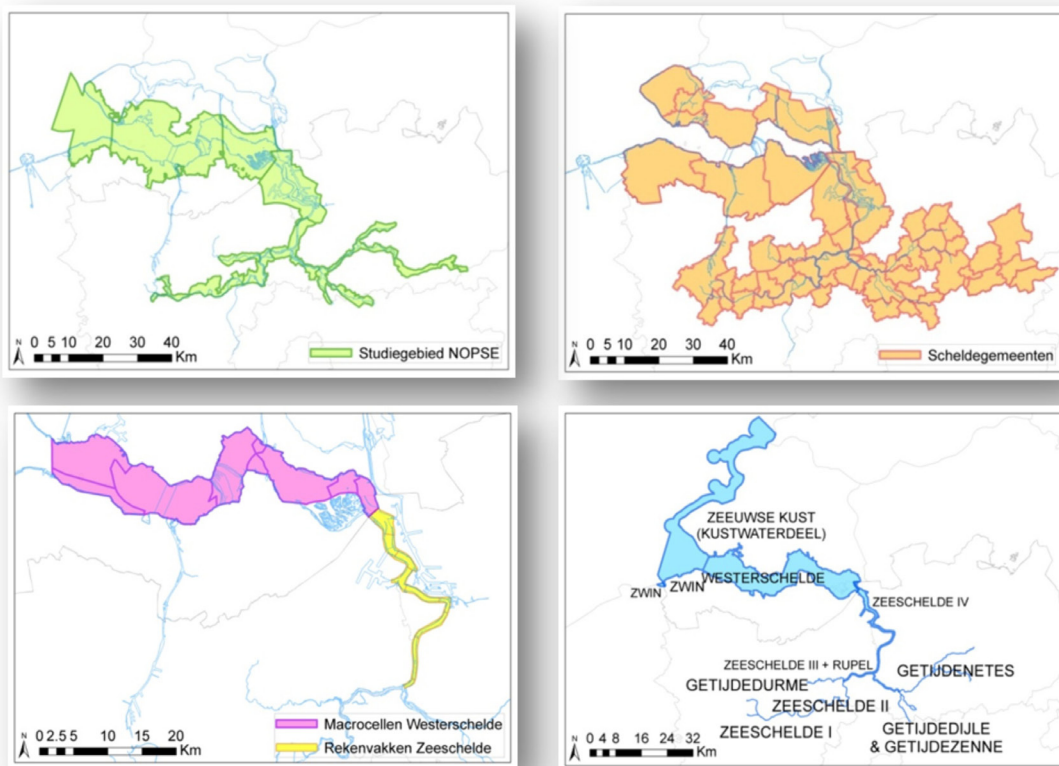 N
0 5 10 20 30 40
Km
Studiegebied NOPSE
N
0 5 10 20 30 40
Km
Scheldegemeenten
N
0 2.5 5 10 15 20
Km
Macrocellen Westerschelde
Rekenvakken Zeeschelde
ZEEUWSE KUST
(KUSTWATERDEEL)
ZWIN ZWIN WESTERSCHELDE
ZEESCHELDE IV
ZEESCHELDE III + RUPEL
GETIJDENETES
GETIJDEDURME
ZEESCHELDE II
ZEESCHELDE I
GETIJDEDIJLE
& GETIJDEZENNE
N
0 4 8 16 24 32
Km